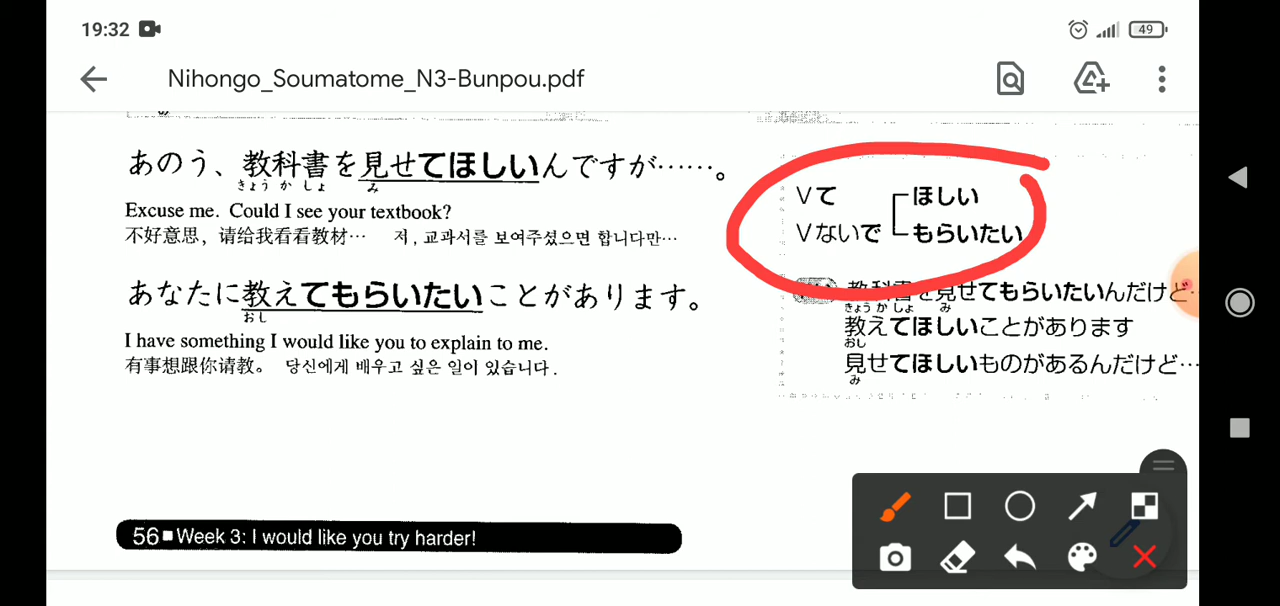 19:32
49
Nihongo_Soumatome_N3-Bunpou.pdf
あのう、教科書を見せてほしいんですが……。
きょう か しょ み
Excuse me. Could I see your textbook?
不好意思，请给我看看教材… 저, 교과서를 보여주셨으면 합니다만…
あなたに教えてもらいたいことがあります。
おし
I have something I would like you to explain to me.
有事想跟你请教。 당신에게 배우고 싶은 일이 있습니다.
Vて ほしい
Vないで もらいたい
教科書を見せてもらいたいんだけど…
きょう か しょ み
教えてほしいことがあります
おし
見せてほしいものがあるんだけど…
み
56 ■ Week 3: I would like you try harder!